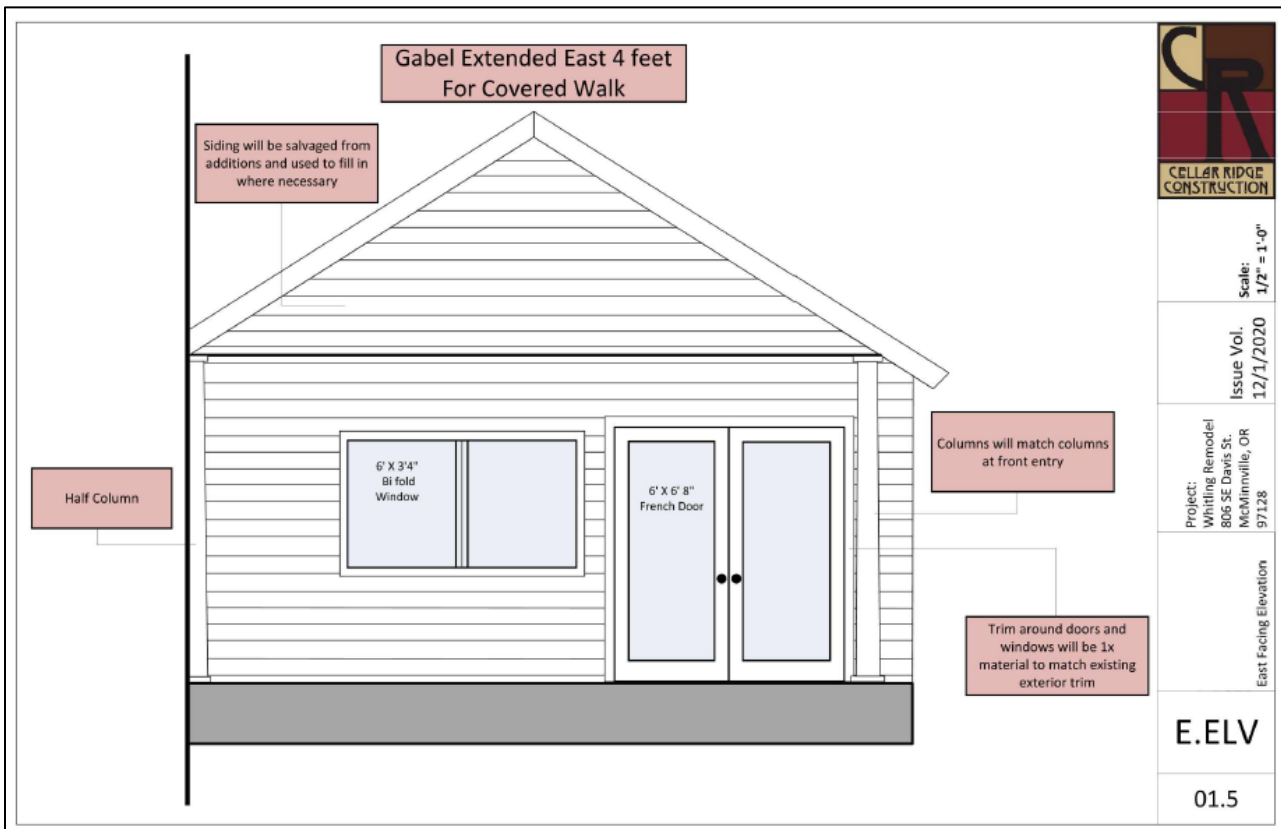 Gabel Extended East 4 feet
For Covered Walk
Siding will be salvaged from
additions and used to fill in
where necessary
Half Column
6' X 3'4"
Bi fold
Window
6' X 6' 8"
French Door
Columns will match columns
at front entry
Trim around doors and
windows will be 1x
material to match existing
exterior trim
CR
CELLAR RIDGE
CONSTRUCTION
Scale:
1/2" = 1'-0"
Issue Vol.
12/1/2020
Project:
Whitling Remodel
806 SE Davis St.
McMinnville, OR
97128
East Facing Elevation
E.ELV
01.5